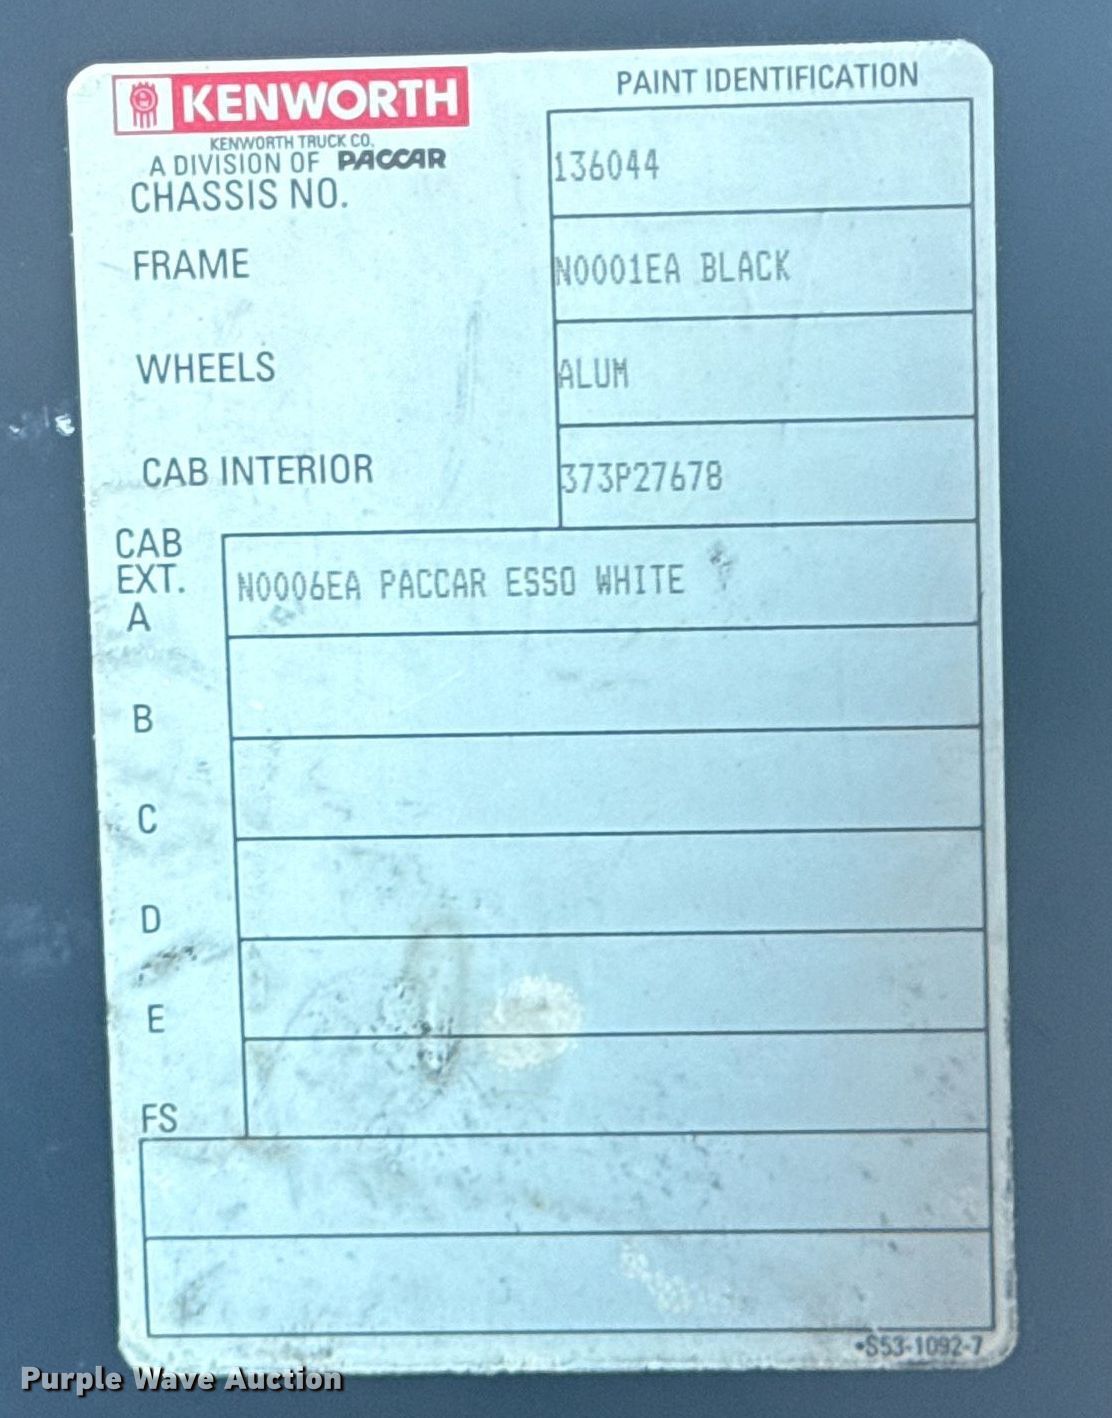 KENWORTH
PAINT IDENTIFICATION
KENWORTH TRUCK CO.
A DIVISION OF PACCAR
CHASSIS NO. 136044
FRAME N0001EA BLACK
WHEELS ALUM
CAB INTERIOR 373P27678
CAB
EXT.
A N0006EA PACCAR ESSO WHITE
B
C
D
E
FS
•S53-1092-7
Purple Wave Auction